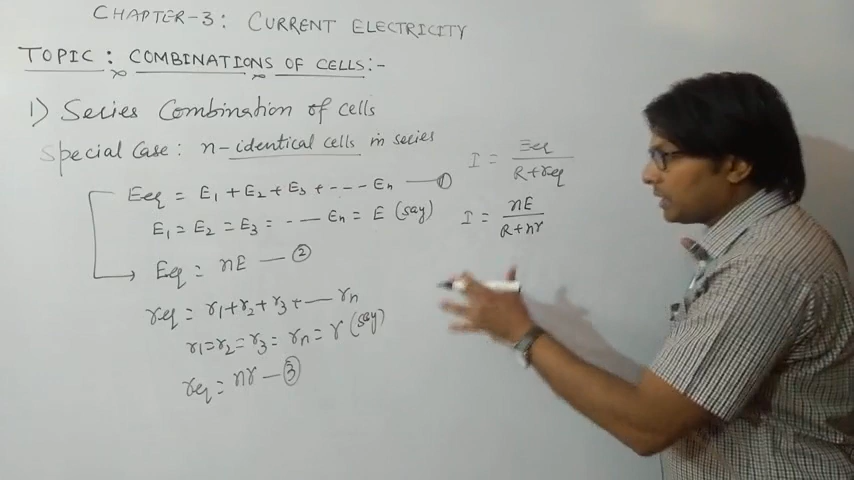 CHAPTER-3: CURRENT ELECTRICITY
TOPIC: COMBINATIONS OF CELLS:-
1) Series Combination of cells
Special Case: n-identical cells in series
Eeq = E1 + E2 + E3 + --- En — 1
E1 = E2 = E3 = -- — En = E (say)
Eeq = nE — 2
req = r1+r2+r3+ — rn
r1=r2=r3= rn = r (say)
req = nr — 3
I = Eeq / R+req
I = nE / R+nr